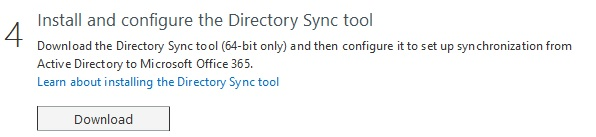 4
Install and configure the Directory Sync tool
Download the Directory Sync tool (64-bit only) and then configure it to set up synchronization from
Active Directory to Microsoft Office 365.
Learn about installing the Directory Sync tool
Download